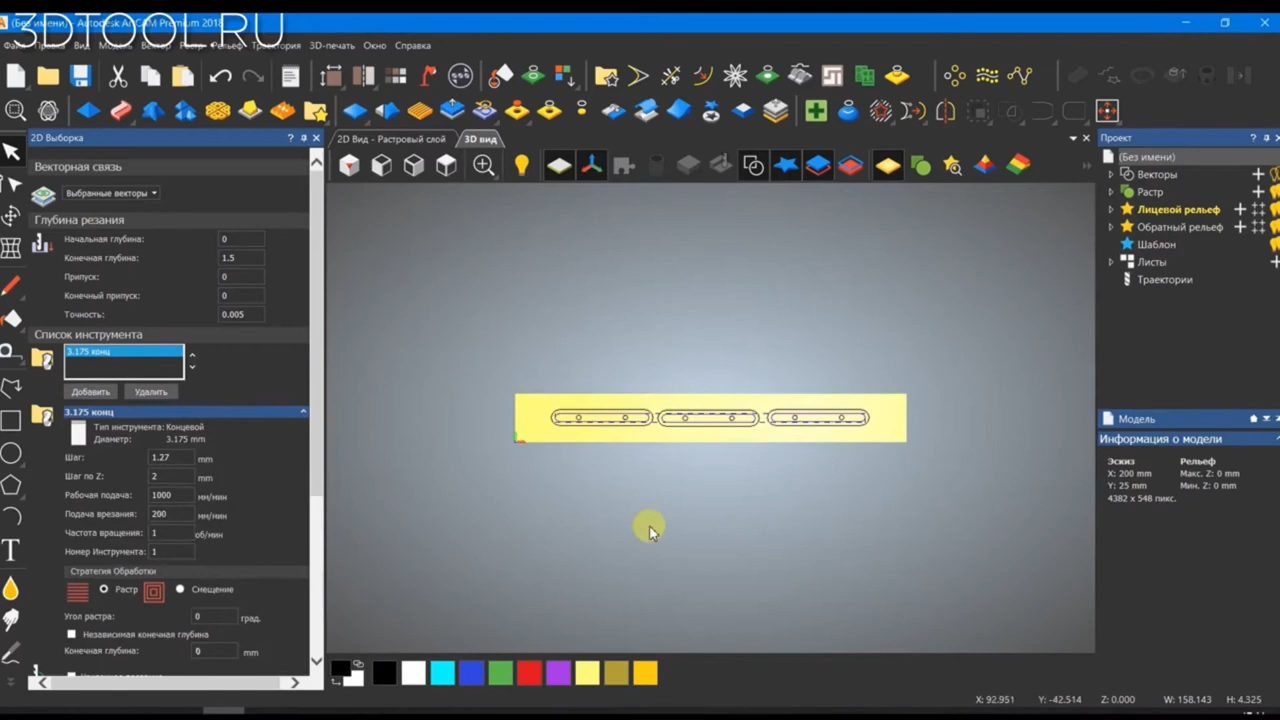 3DTOOL.RU
(Без имени) - Autodesk ArtCAM Premium 2018
Файл Правка Вид Модель Вектор Растр Рельеф Траектория 3D-печать Окно Справка
2D Выборка
Векторная связь
Выбранные векторы
Глубина резания
Начальная глубина: 0
Конечная глубина: 1.5
Припуск: 0
Конечный припуск: 0
Точность: 0.005
Список инструмента
3.175 конц
Добавить Удалить
3.175 конц
Тип инструмента: Концевой
Диаметр: 3.175 mm
Шаг: 1.27 mm
Шаг по Z: 2 mm
Рабочая подача: 1000 мм/мин
Подача врезания: 200 мм/мин
Частота вращения: 1 об/мин
Номер Инструмента: 1
Стратегия Обработки
Растр Смещение
Угол растра: 0 град.
Независимая конечная глубина
Конечная глубина: 0 mm
2D Вид - Растровый слой 3D вид
Проект
(Без имени)
Векторы
Растр
Лицевой рельеф
Обратный рельеф
Шаблон
Листы
Траектории
Модель
Информация о модели
Эскиз Рельеф
X: 200 mm Макс. Z: 0 mm
Y: 25 mm Мин. Z: 0 mm
4382 x 548 пикс.
X: 92.951 Y: -42.514 Z: 0.000 W: 158.143 H: 4.325